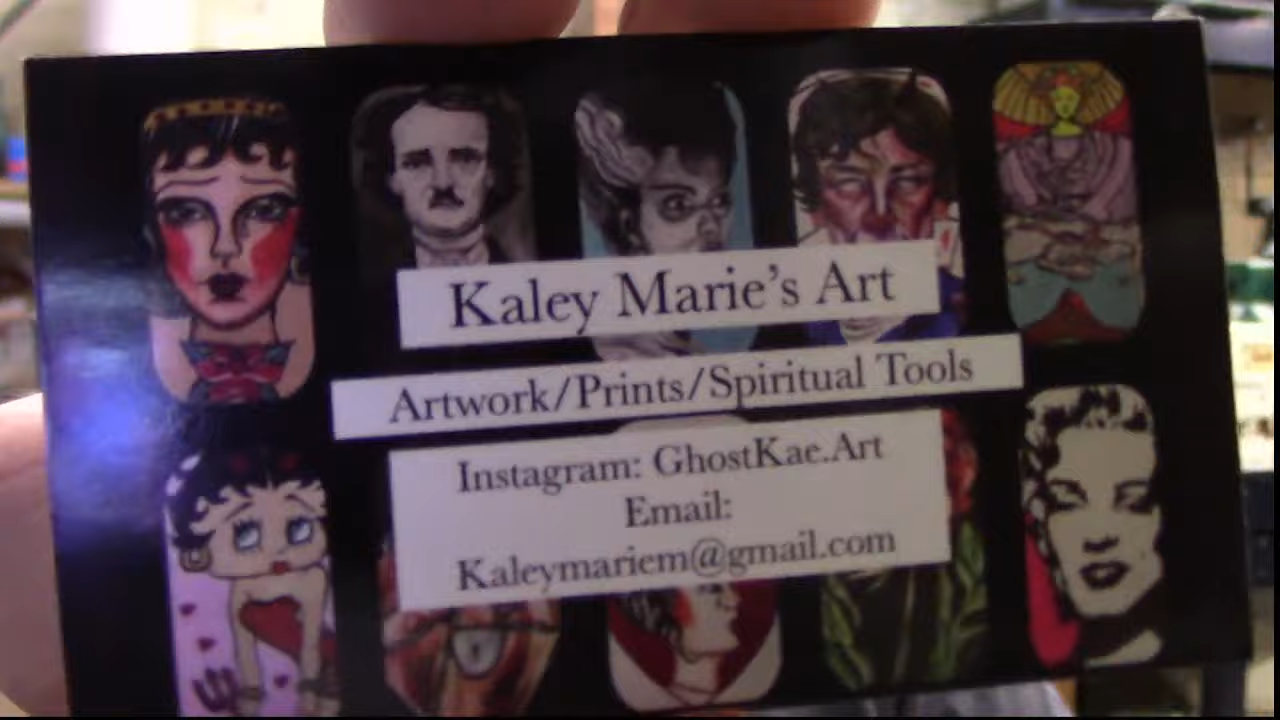 Kaley Marie's Art
Artwork/Prints/Spiritual Tools
Instagram: GhostKae.Art
Email:
Kaleymariem@gmail.com